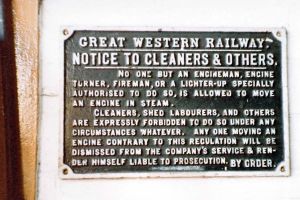 GREAT WESTERN RAILWAY.
NOTICE TO CLEANERS & OTHERS.
NO ONE BUT AN ENGINEMAN, ENGINE
TURNER, FIREMAN, OR A LIGHTER-UP SPECIALLY
AUTHORISED TO DO SO, IS ALLOWED TO MOVE
AN ENGINE IN STEAM.
CLEANERS, SHED LABOURERS, AND OTHERS
ARE EXPRESSLY FORBIDDEN TO DO SO UNDER ANY
CIRCUMSTANCES WHATEVER. ANY ONE MOVING AN
ENGINE CONTRARY TO THIS REGULATION WILL BE
DISMISSED FROM THE COMPANY'S SERVICE & REN-
DER HIMSELF LIABLE TO PROSECUTION. BY ORDER.